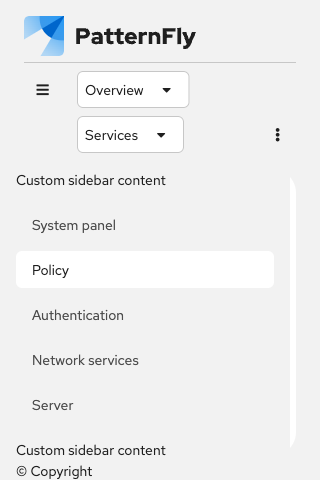 PatternFly
Overview
Services
Custom sidebar content
System panel
Policy
Authentication
Network services
Server
Custom sidebar content
© Copyright